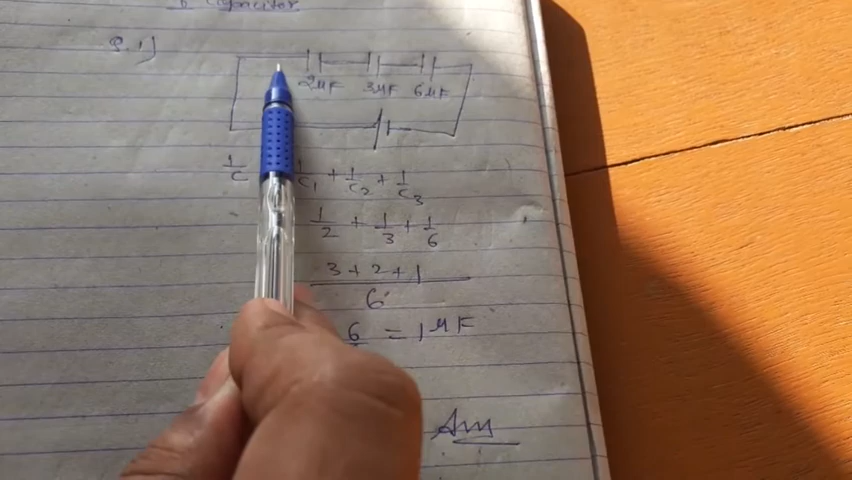 Capacitor
Q.1)
2μF 3μF 6μF
1/C 1/C1 + 1/C2 + 1/C3
1/2 + 1/3 + 1/6
3+2+1/6
6 = 1 μF
Ans